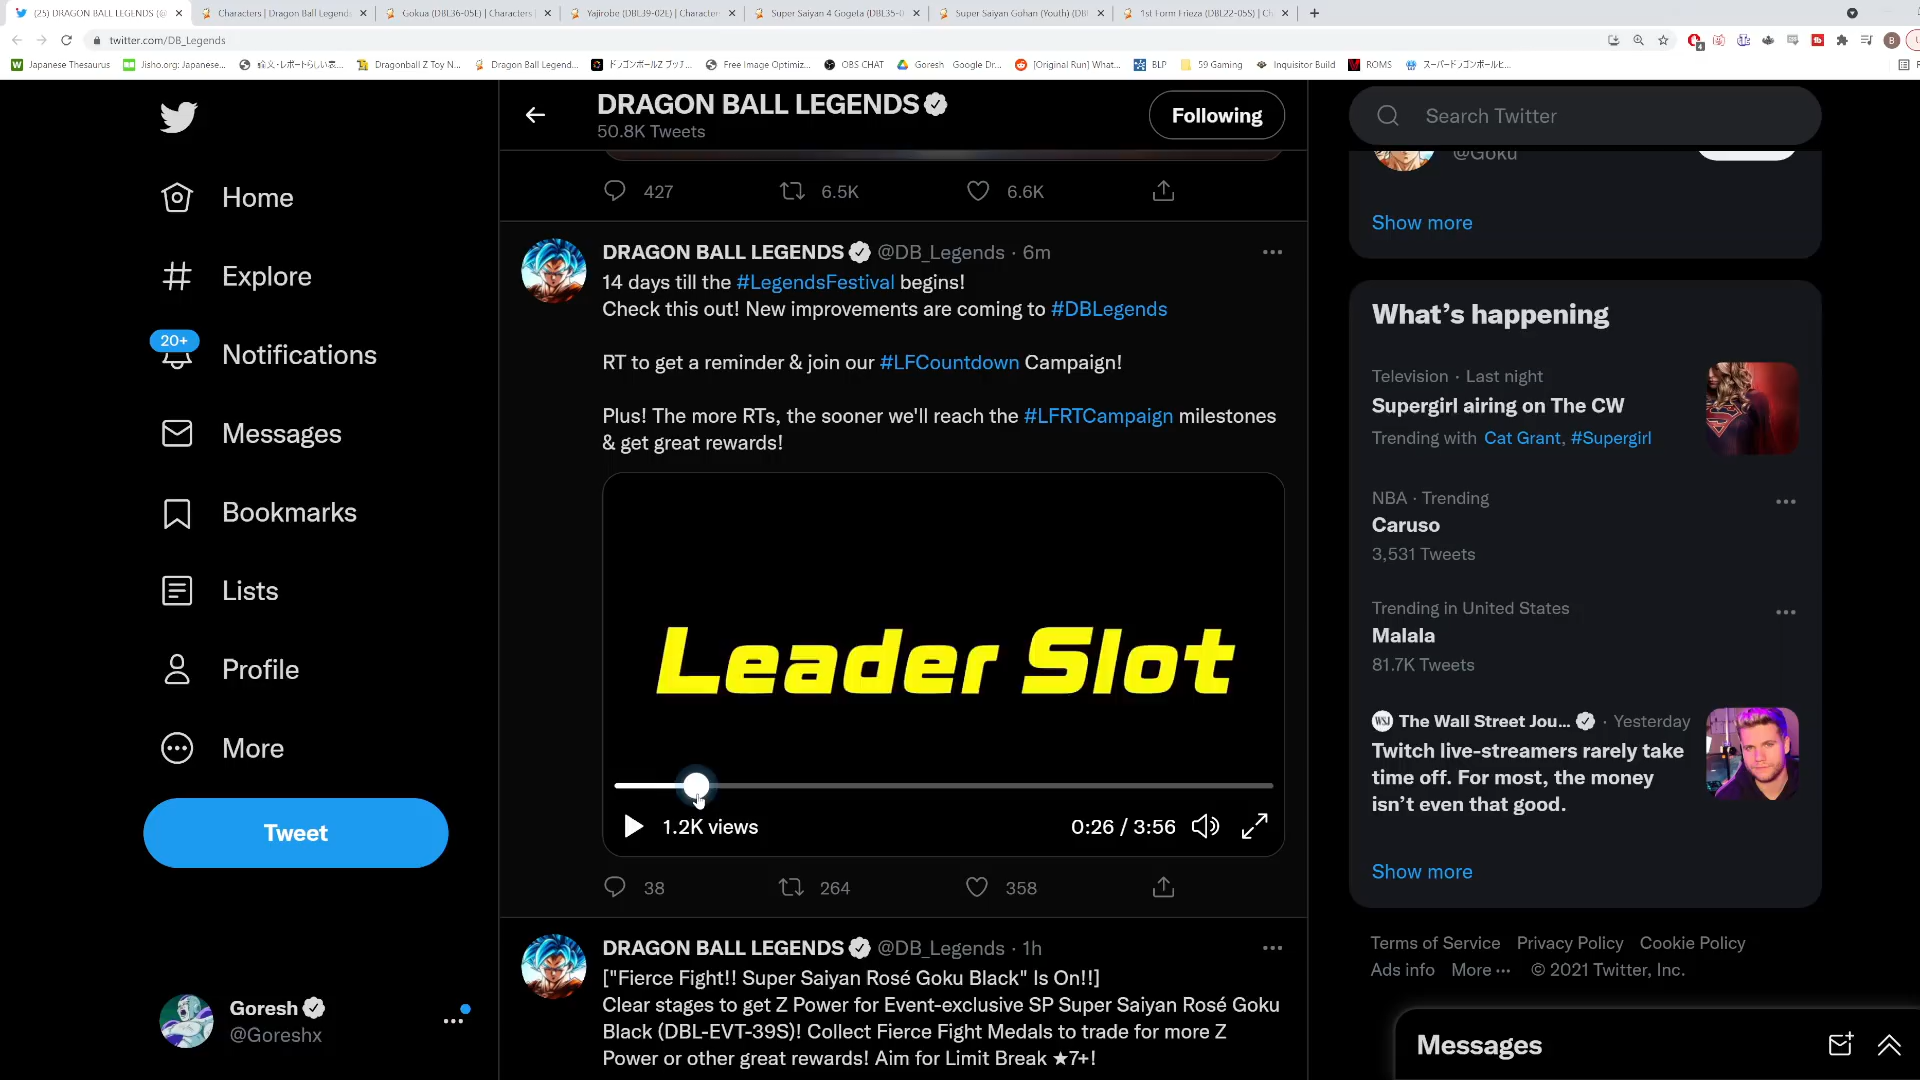 (25) DRAGON BALL LEGENDS (@
Characters | Dragon Ball Legends
Gokua (DBL36-05E) | Characters
Yajirobe (DBL39-02E) | Character
Super Saiyan 4 Gogeta (DBL35-0
Super Saiyan Gohan (Youth) (DBL
1st Form Frieza (DBL22-05S) | Ch
twitter.com/DB_Legends
Japanese Thesaurus
Jisho.org: Japanese...
論文・レポートらしい表...
Dragonball Z Toy N...
Dragon Ball Legend...
ドラゴンボールZ ブッチ...
Free Image Optimiz...
OBS CHAT
Goresh Google Dr...
[Original Run] What...
BLP
59 Gaming
Inquisitor Build
ROMS
スーパードラゴンボールヒ...
Home
Explore
20+
Notifications
Messages
Bookmarks
Lists
Profile
More
Tweet
Goresh
@Goreshx
DRAGON BALL LEGENDS
50.8K Tweets
Following
427 6.5K 6.6K
DRAGON BALL LEGENDS @DB_Legends · 6m
14 days till the #LegendsFestival begins!
Check this out! New improvements are coming to #DBLegends
RT to get a reminder & join our #LFCountdown Campaign!
Plus! The more RTs, the sooner we'll reach the #LFRTCampaign milestones
& get great rewards!
Leader Slot
1.2K views 0:26 / 3:56
38 264 358
DRAGON BALL LEGENDS @DB_Legends · 1h
["Fierce Fight!! Super Saiyan Rosé Goku Black" Is On!!]
Clear stages to get Z Power for Event-exclusive SP Super Saiyan Rosé Goku
Black (DBL-EVT-39S)! Collect Fierce Fight Medals to trade for more Z
Power or other great rewards! Aim for Limit Break ★7+!
Search Twitter
@Goku
Show more
What's happening
Television · Last night
Supergirl airing on The CW
Trending with Cat Grant, #Supergirl
NBA · Trending
Caruso
3,531 Tweets
Trending in United States
Malala
81.7K Tweets
WSJ The Wall Street Jou... · Yesterday
Twitch live-streamers rarely take
time off. For most, the money
isn't even that good.
Show more
Terms of Service Privacy Policy Cookie Policy
Ads info More ··· © 2021 Twitter, Inc.
Messages